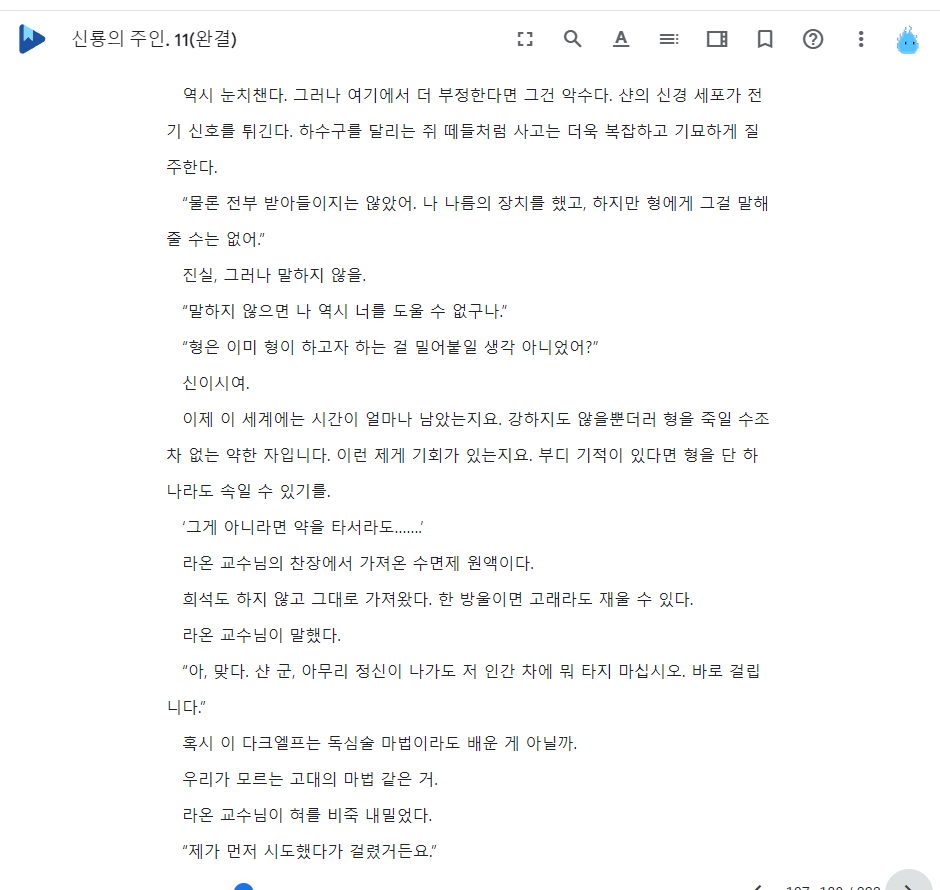 신룡의 주인. 11(완결)
역시 눈치챈다. 그러나 여기에서 더 부정한다면 그건 악수다. 샨의 신경 세포가 전
기 신호를 튀긴다. 하수구를 달리는 쥐 떼들처럼 사고는 더욱 복잡하고 기묘하게 질
주한다.
“물론 전부 받아들이지는 않았어. 나 나름의 장치를 했고, 하지만 형에게 그걸 말해
줄 수는 없어.”
진실, 그러나 말하지 않을.
“말하지 않으면 나 역시 너를 도울 수 없구나.”
“형은 이미 형이 하고자 하는 걸 밀어붙일 생각 아니었어?”
신이시여.
이제 이 세계에는 시간이 얼마나 남았는지요. 강하지도 않을뿐더러 형을 죽일 수조
차 없는 약한 자입니다. 이런 제게 기회가 있는지요. 부디 기적이 있다면 형을 단 하
나라도 속일 수 있기를.
‘그게 아니라면 약을 타서라도……’
라온 교수님의 찬장에서 가져온 수면제 원액이다.
희석도 하지 않고 그대로 가져왔다. 한 방울이면 고래라도 재울 수 있다.
라온 교수님이 말했다.
“아, 맞다. 샨 군, 아무리 정신이 나가도 저 인간 차에 뭐 타지 마십시오. 바로 걸립
니다.”
혹시 이 다크엘프는 독심술 마법이라도 배운 게 아닐까.
우리가 모르는 고대의 마법 같은 거.
라온 교수님이 혀를 비죽 내밀었다.
“제가 먼저 시도했다가 걸렸거든요.”